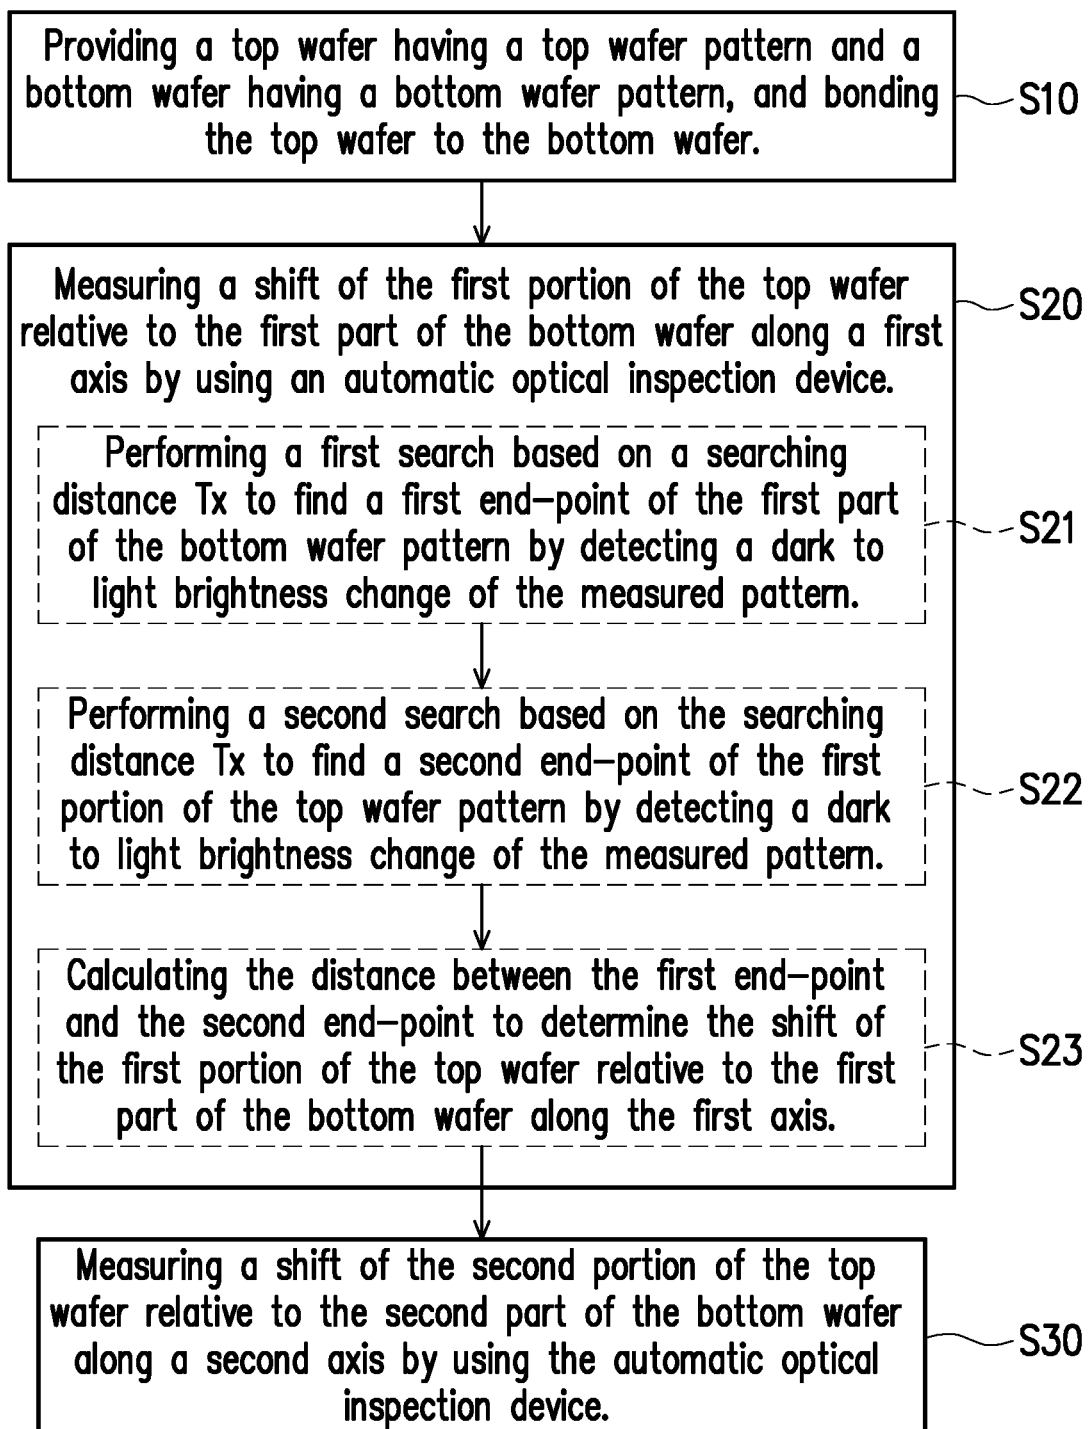 Providing a top wafer having a top wafer pattern and a
bottom wafer having a bottom wafer pattern, and bonding
the top wafer to the bottom wafer.
S10
Measuring a shift of the first portion of the top wafer
relative to the first part of the bottom wafer along a first
axis by using an automatic optical inspection device.
S20
Performing a first search based on a searching
distance Tx to find a first end-point of the first part
of the bottom wafer pattern by detecting a dark to
light brightness change of the measured pattern.
S21
Performing a second search based on the searching
distance Tx to find a second end-point of the first
portion of the top wafer pattern by detecting a dark
to light brightness change of the measured pattern.
S22
Calculating the distance between the first end-point
and the second end-point to determine the shift of
the first portion of the top wafer relative to the first
part of the bottom wafer along the first axis.
S23
Measuring a shift of the second portion of the top
wafer relative to the second part of the bottom wafer
along a second axis by using the automatic optical
inspection device.
S30